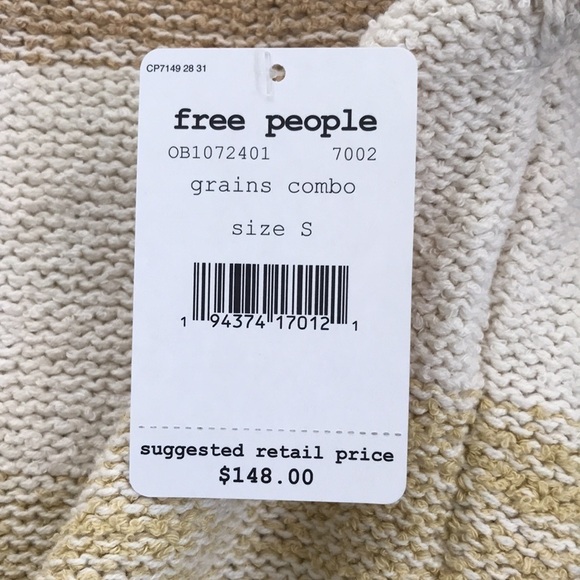 CP7149 28 31
free people
OB1072401 7002
grains combo
size S
1 94374 17012 1
suggested retail price
$148.00